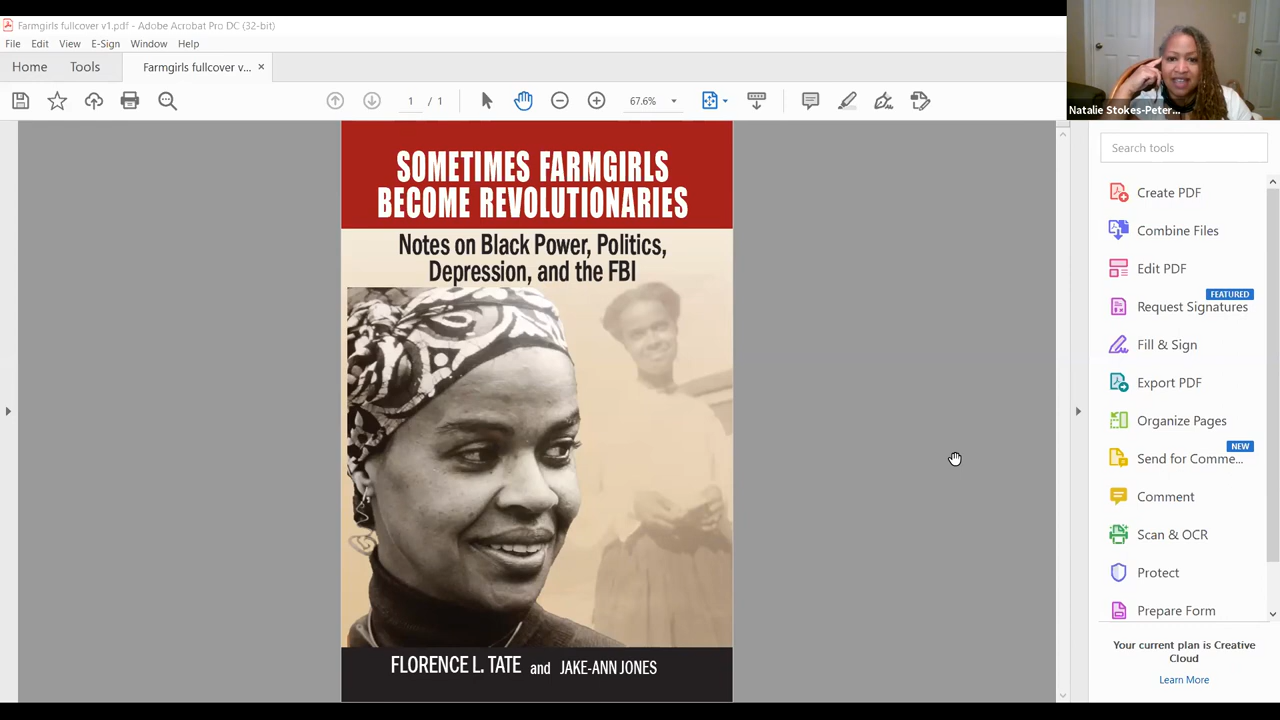 Farmgirls fullcover v1.pdf - Adobe Acrobat Pro DC (32-bit)
File Edit View E-Sign Window Help
Home Tools Farmgirls fullcover v... ×
1 / 1 67.6%
Natalie Stokes-Peter...
SOMETIMES FARMGIRLS
BECOME REVOLUTIONARIES
Notes on Black Power, Politics,
Depression, and the FBI
FLORENCE L. TATE and JAKE-ANN JONES
Search tools
Create PDF
Combine Files
Edit PDF
FEATURED
Request Signatures
Fill & Sign
Export PDF
Organize Pages
NEW
Send for Comme...
Comment
Scan & OCR
Protect
Prepare Form
Your current plan is Creative
Cloud
Learn More